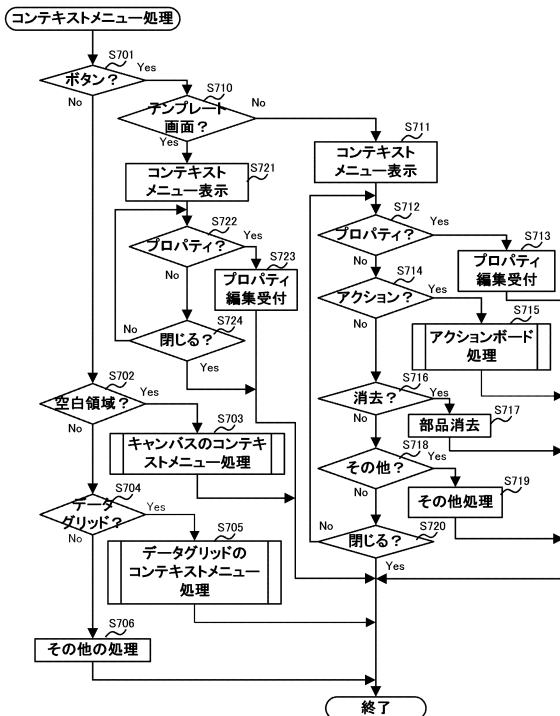 コンテキストメニュー処理
S701
ボタン？
Yes
No
S710
テンプレート
画面？
No
Yes
S711
コンテキスト
メニュー表示
S721
コンテキスト
メニュー表示
S722
プロパティ？
Yes
No
S723
プロパティ
編集受付
S724
閉じる？
No
Yes
S712
プロパティ？
Yes
No
S713
プロパティ
編集受付
S714
アクション？
Yes
No
S715
アクションボード
処理
S702
空白領域？
Yes
No
S703
キャンバスのコンテキ
ストメニュー処理
S716
消去？
Yes
No
S717
部品消去
S718
その他？
Yes
No
S719
その他処理
S704
データ
グリッド？
Yes
No
S705
データグリッドの
コンテキストメニュー
処理
S720
閉じる？
No
Yes
S706
その他の処理
終了